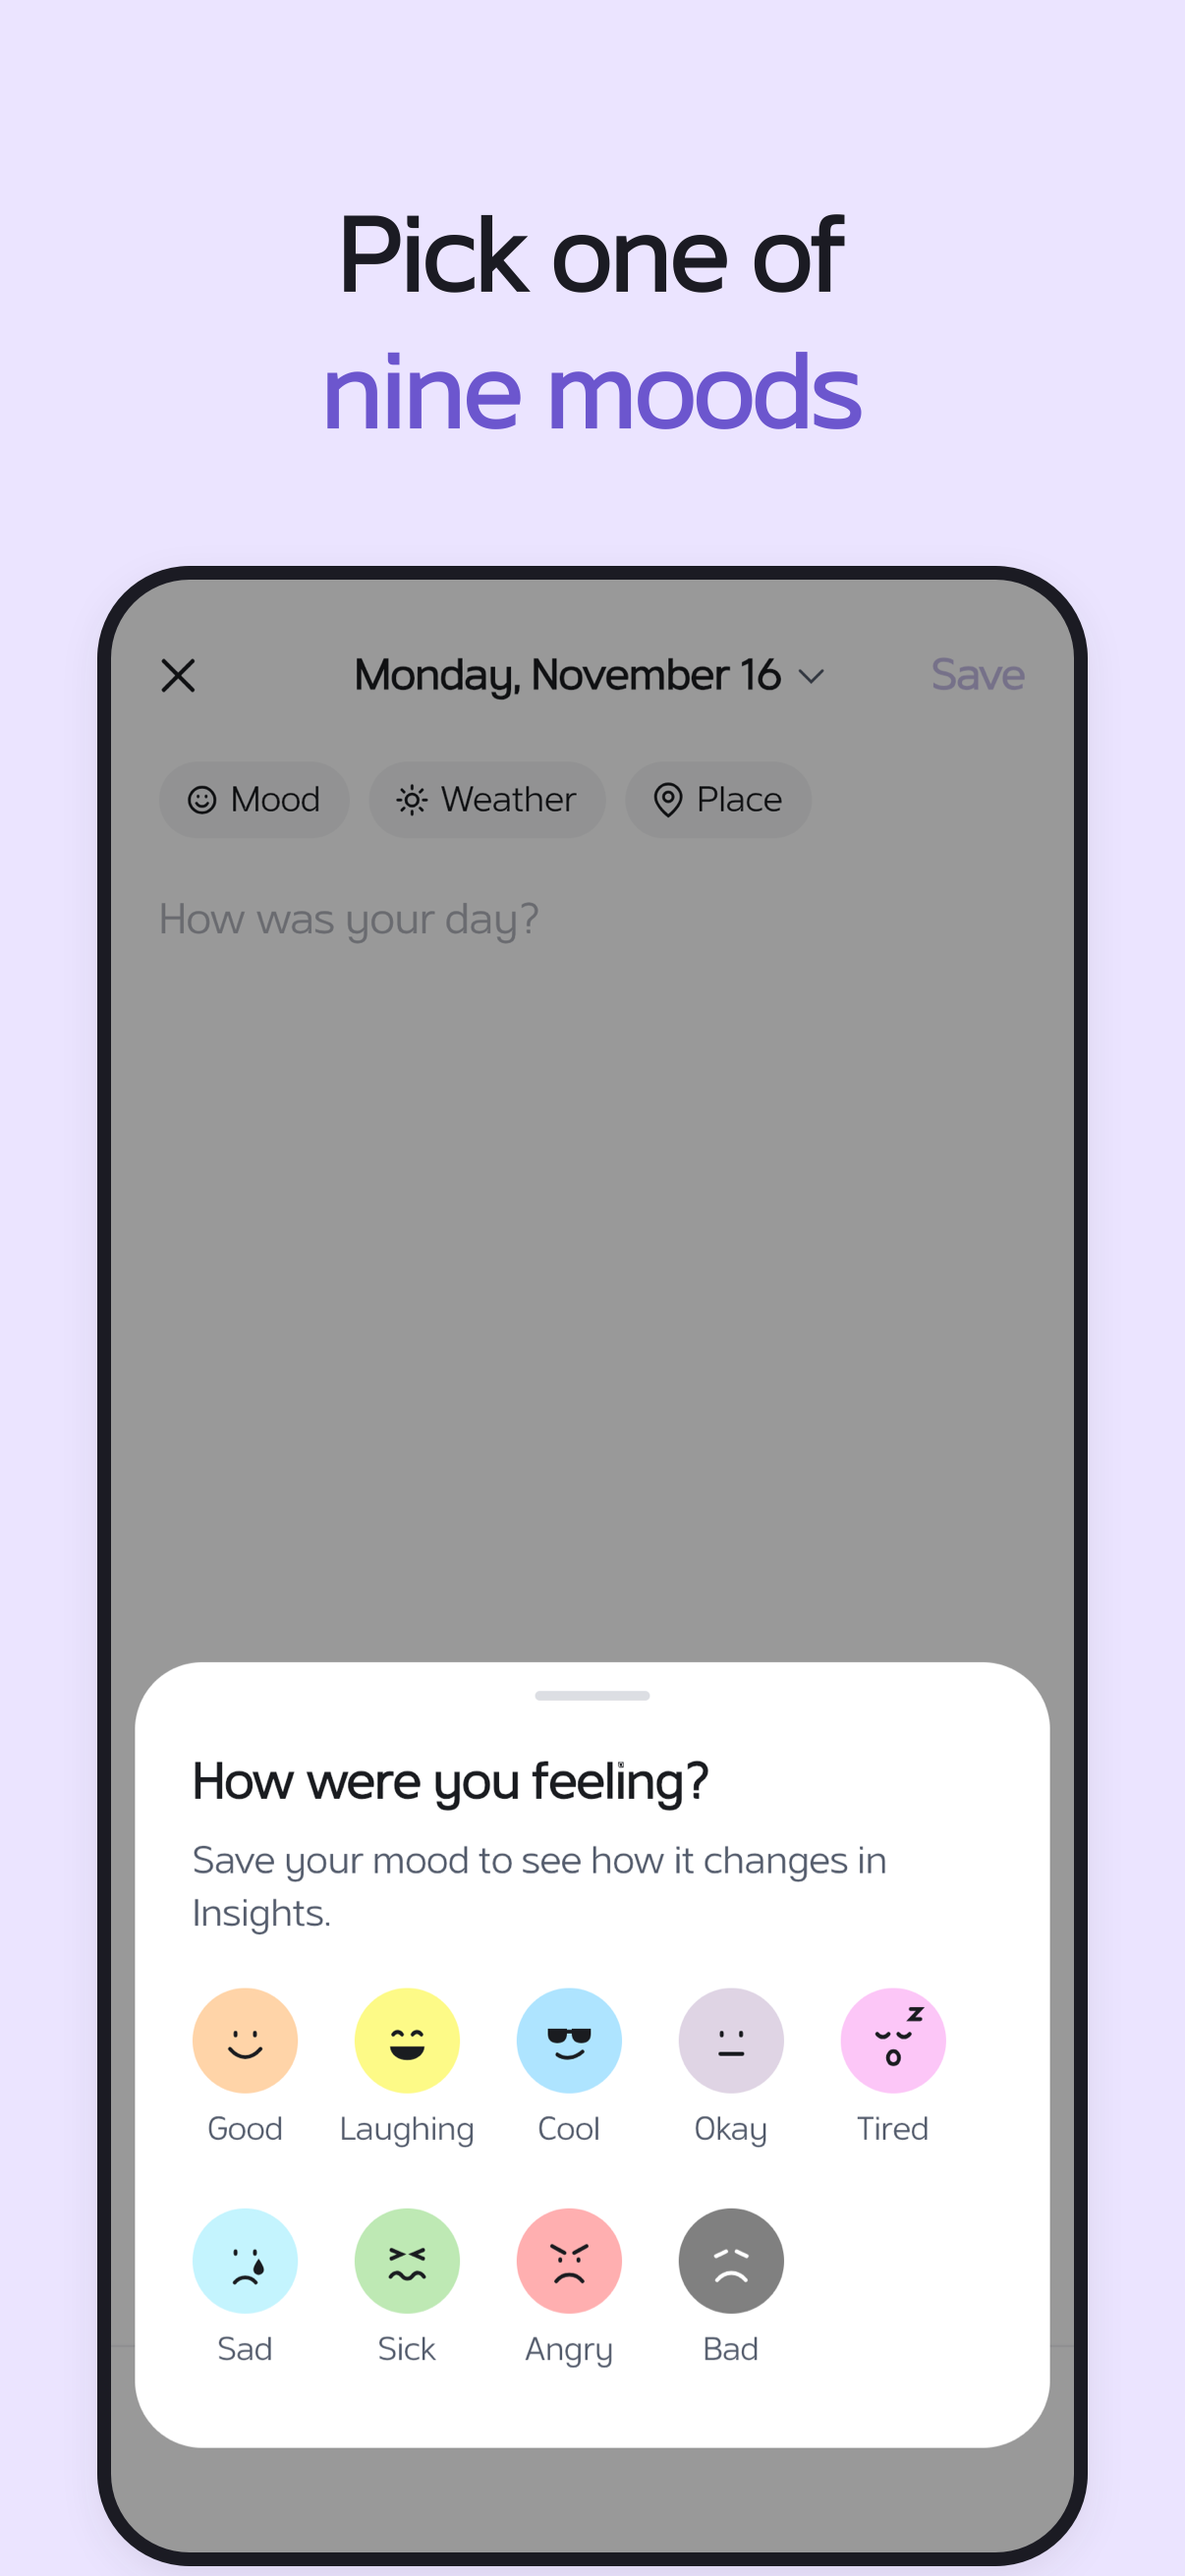 Pick one of
nine moods
Monday, November 16
Save
Mood
Weather
Place
How was your day?
How were you feeling?
Save your mood to see how it changes in
Insights.
Good
Laughing
Cool
Okay
Tired
Sad
Sick
Angry
Bad